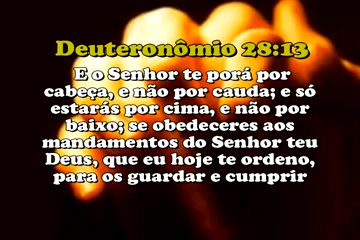 Deuteronômio 28:13
E o Senhor te porá por
cabeça, e não por cauda; e só
estarás por cima, e não por
baixo; se obedeceres aos
mandamentos do Senhor teu
Deus, que eu hoje te ordeno,
para os guardar e cumprir